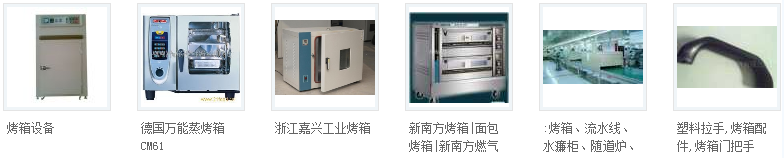 烤箱设备
德国万能蒸烤箱
CM61
浙江嘉兴工业烤箱
新南方烤箱|面包
烤箱|新南方燃气
:烤箱、流水线、
水濂柜、随道炉、
塑料拉手,烤箱配
件,烤箱门把手